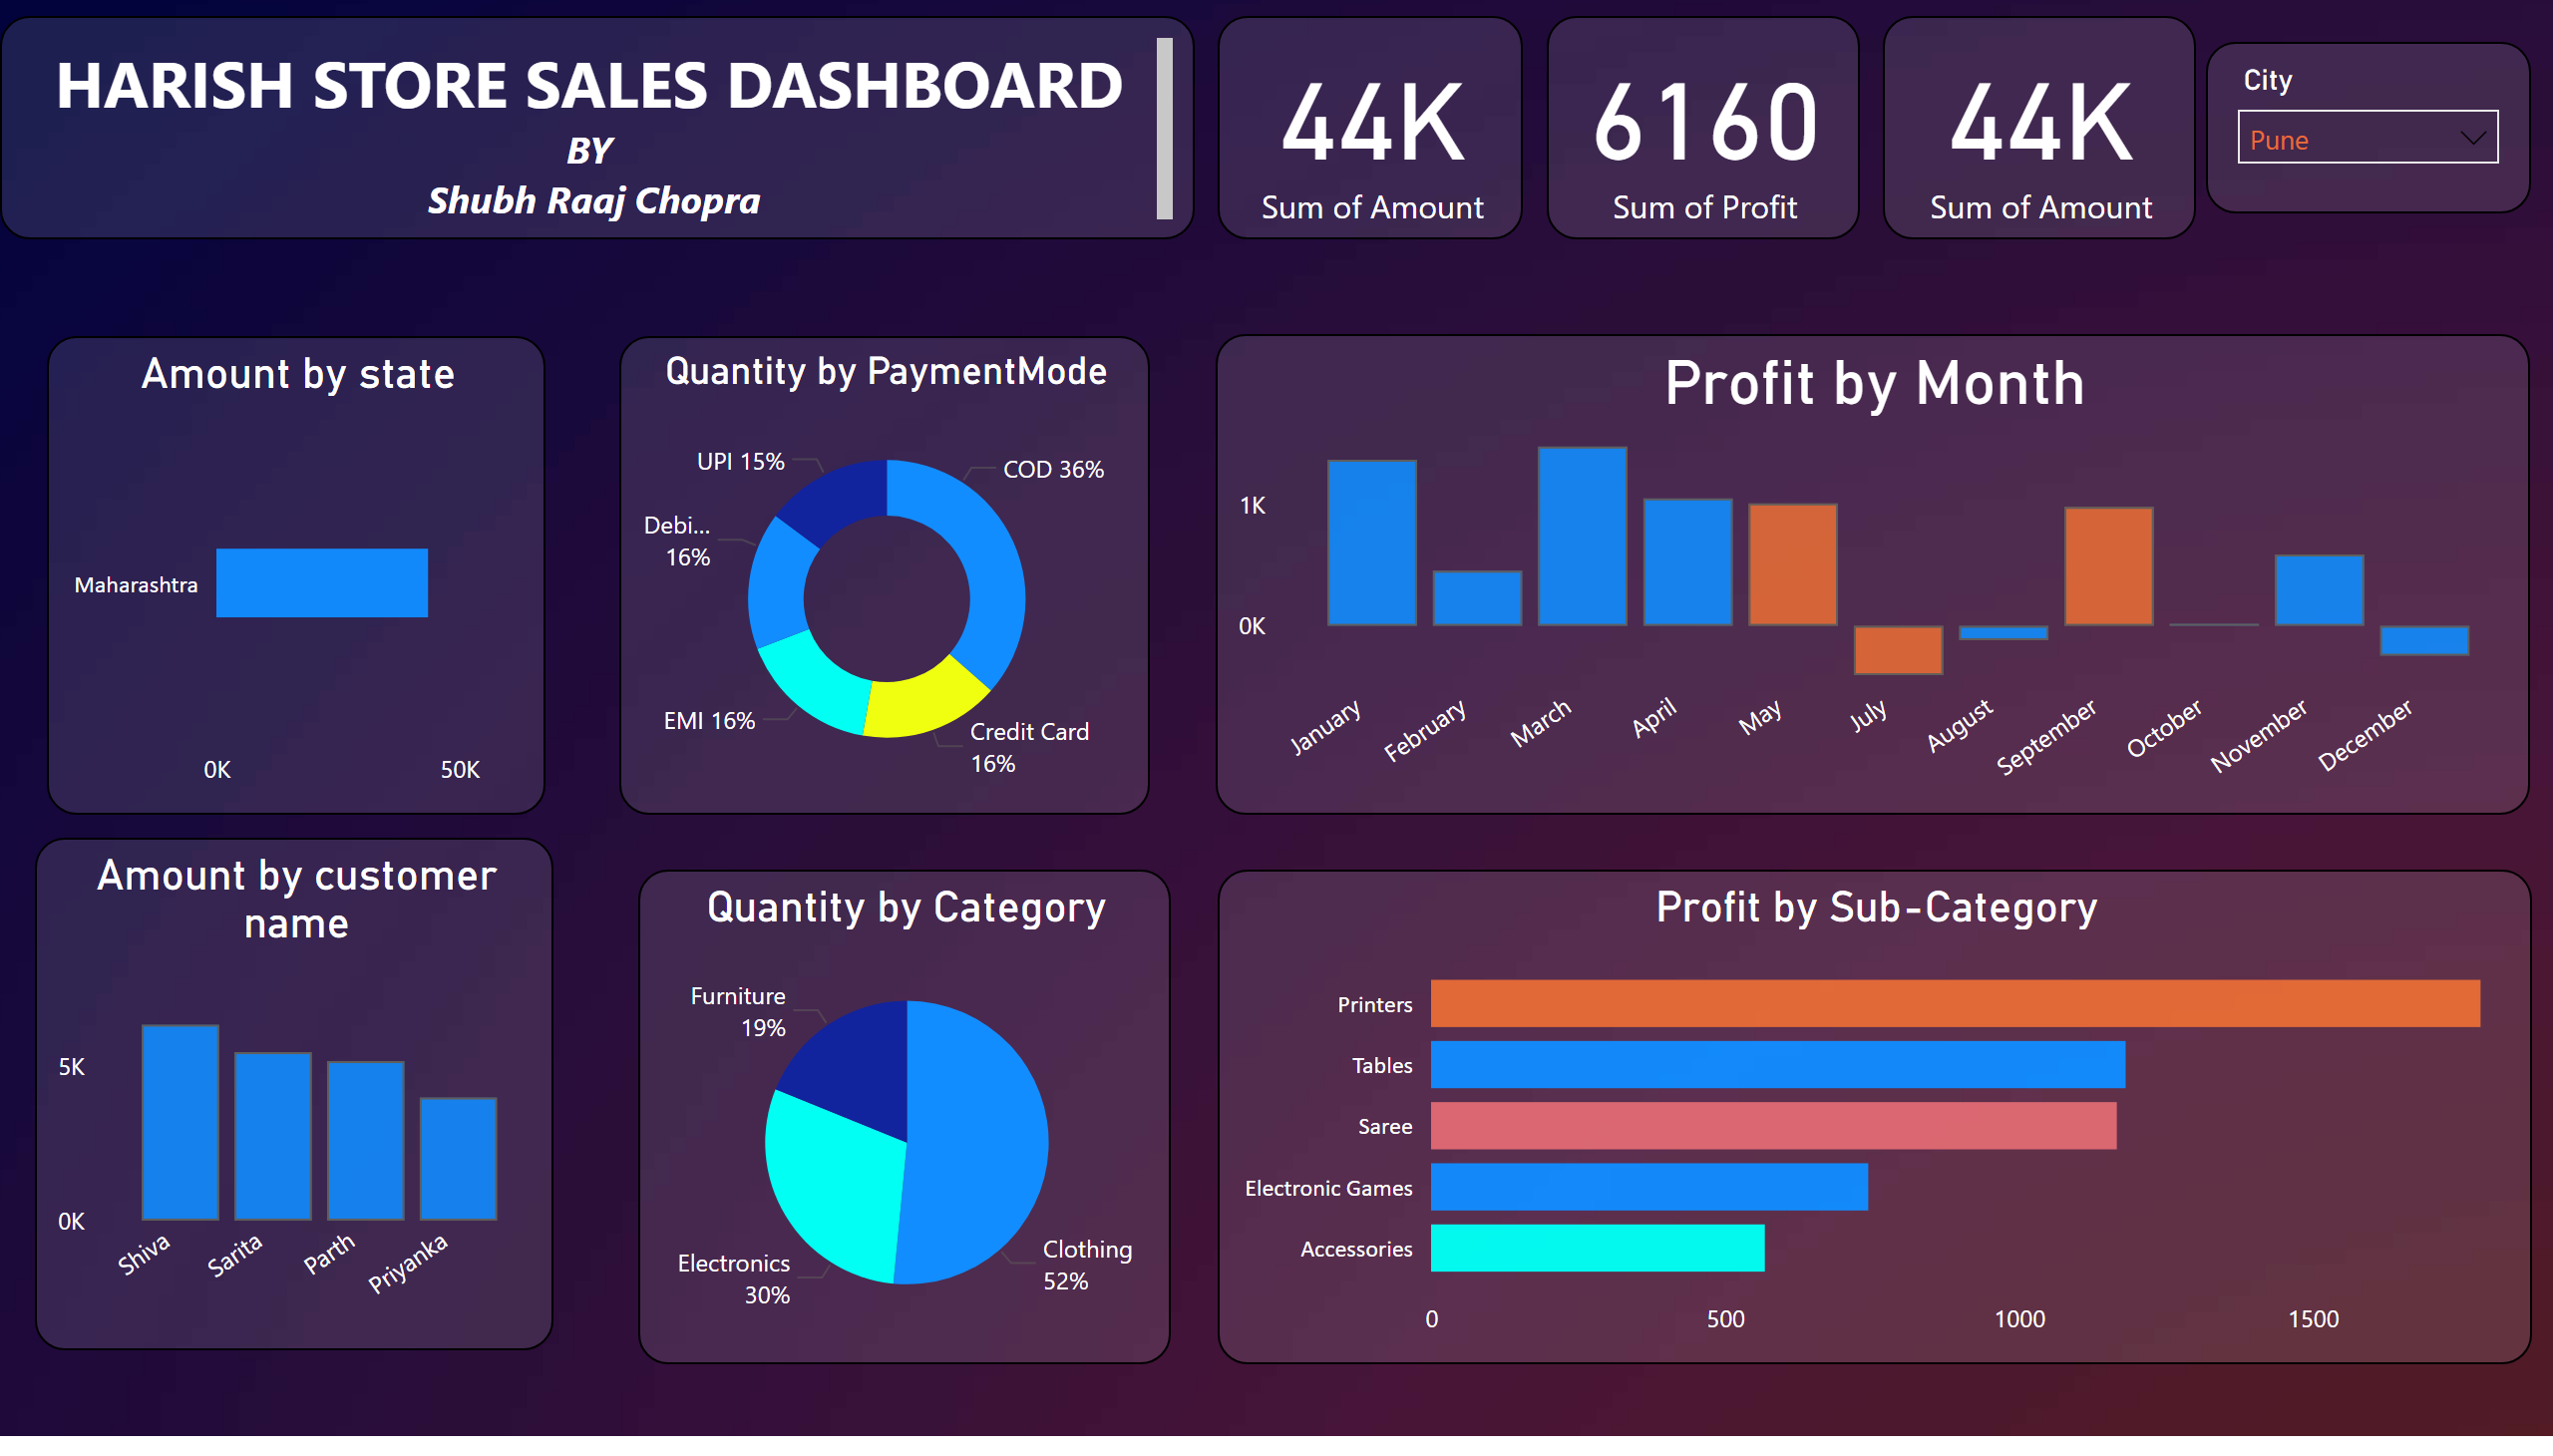 HARISH STORE SALES DASHBOARD
BY
Shubh Raaj Chopra
44K
Sum of Amount
6160
Sum of Profit
44K
Sum of Amount
City
Pune
Amount by state
Maharashtra
0K
50K
Quantity by PaymentMode
UPI 15%
COD 36%
Debi...
16%
EMI 16%
Credit Card
16%
Profit by Month
1K
0K
January
February
March
April
May
July
August
September
October
November
December
Amount by customer
name
5K
0K
Shiva
Sarita
Parth
Priyanka
Quantity by Category
Furniture
19%
Electronics
30%
Clothing
52%
Profit by Sub-Category
Printers
Tables
Saree
Electronic Games
Accessories
0
500
1000
1500